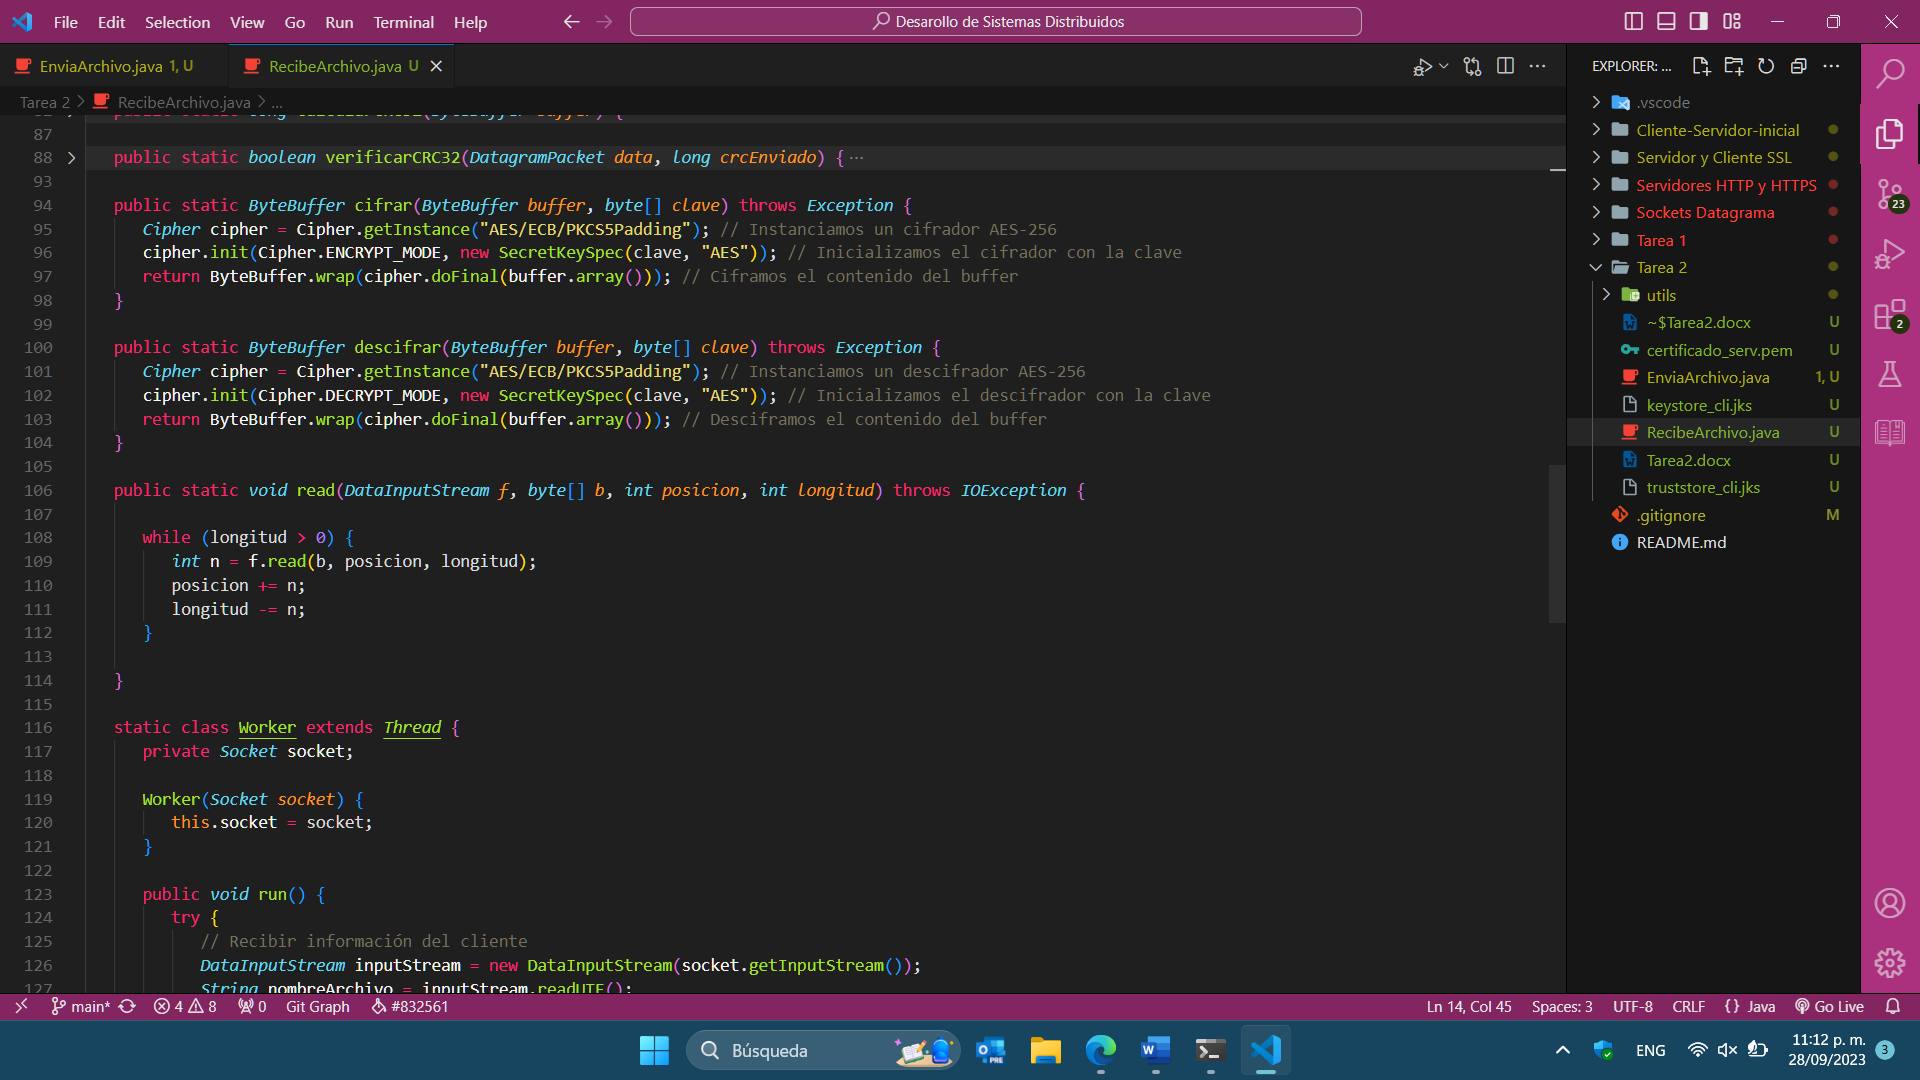 File Edit Selection View Go Run Terminal Help
Desarollo de Sistemas Distribuidos
EnviaArchivo.java 1, U
RecibeArchivo.java U
Tarea 2 > RecibeArchivo.java > ...
87
88 public static boolean verificarCRC32(DatagramPacket data, long crcEnviado) { ···
93
94 public static ByteBuffer cifrar(ByteBuffer buffer, byte[] clave) throws Exception {
95 Cipher cipher = Cipher.getInstance("AES/ECB/PKCS5Padding"); // Instanciamos un cifrador AES-256
96 cipher.init(Cipher.ENCRYPT_MODE, new SecretKeySpec(clave, "AES")); // Inicializamos el cifrador con la clave
97 return ByteBuffer.wrap(cipher.doFinal(buffer.array())); // Ciframos el contenido del buffer
98 }
99
100 public static ByteBuffer descifrar(ByteBuffer buffer, byte[] clave) throws Exception {
101 Cipher cipher = Cipher.getInstance("AES/ECB/PKCS5Padding"); // Instanciamos un descifrador AES-256
102 cipher.init(Cipher.DECRYPT_MODE, new SecretKeySpec(clave, "AES")); // Inicializamos el descifrador con la clave
103 return ByteBuffer.wrap(cipher.doFinal(buffer.array())); // Desciframos el contenido del buffer
104 }
105
106 public static void read(DataInputStream f, byte[] b, int posicion, int longitud) throws IOException {
107
108 while (longitud > 0) {
109 int n = f.read(b, posicion, longitud);
110 posicion += n;
111 longitud -= n;
112 }
113
114 }
115
116 static class Worker extends Thread {
117 private Socket socket;
118
119 Worker(Socket socket) {
120 this.socket = socket;
121 }
122
123 public void run() {
124 try {
125 // Recibir información del cliente
126 DataInputStream inputStream = new DataInputStream(socket.getInputStream());
127 String nombreArchivo = inputStream.readUTF();
EXPLORER: ...
.vscode
Cliente-Servidor-inicial
Servidor y Cliente SSL
Servidores HTTP y HTTPS
Sockets Datagrama
Tarea 1
Tarea 2
utils
~$Tarea2.docx U
certificado_serv.pem U
EnviaArchivo.java 1, U
keystore_cli.jks U
RecibeArchivo.java U
Tarea2.docx U
truststore_cli.jks U
.gitignore M
README.md
23
2
main* 4 8 0 Git Graph #832561
Ln 14, Col 45 Spaces: 3 UTF-8 CRLF {} Java Go Live
Búsqueda
PRE
ENG
11:12 p. m.
28/09/2023
3